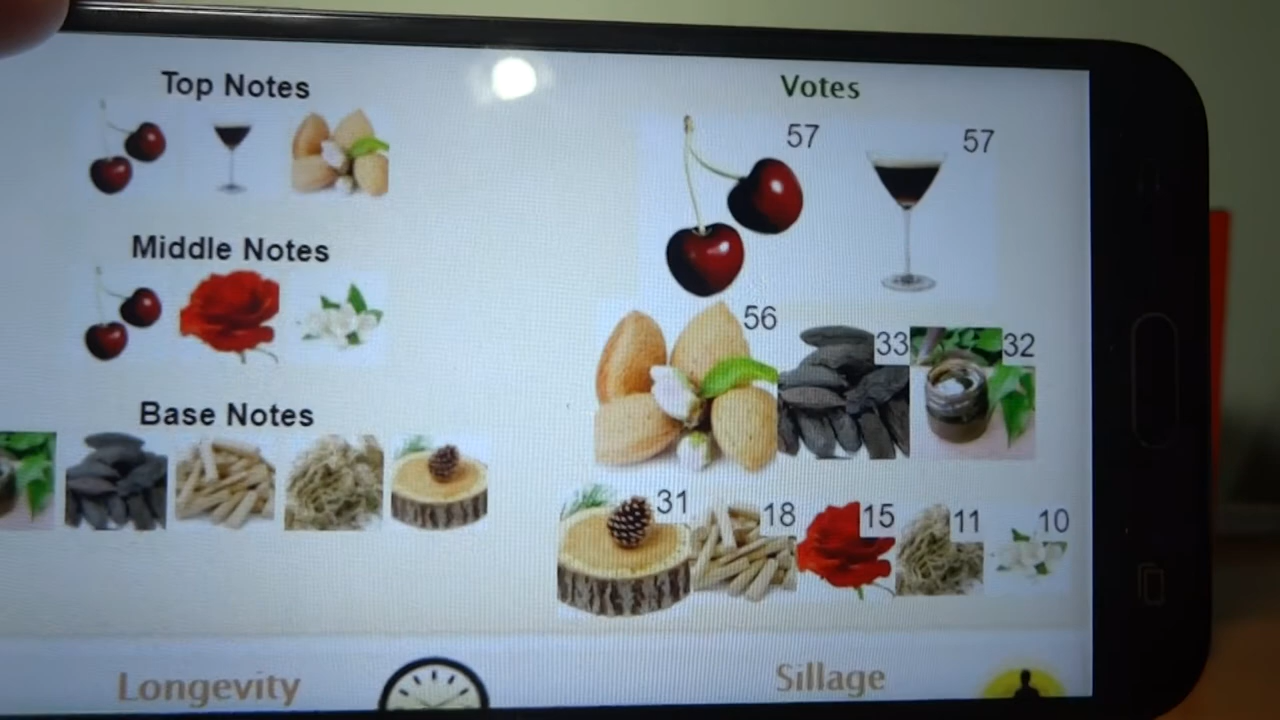 Top Notes
Middle Notes
Base Notes
Votes
57 57
56 33 32
31 18 15 11 10
Longevity
Sillage